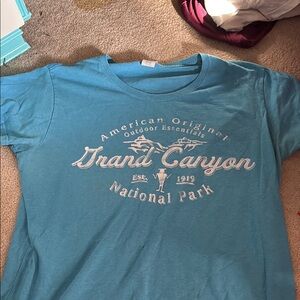 American Original
Outdoor Essentials
Grand Canyon
EST. 1919
National Park